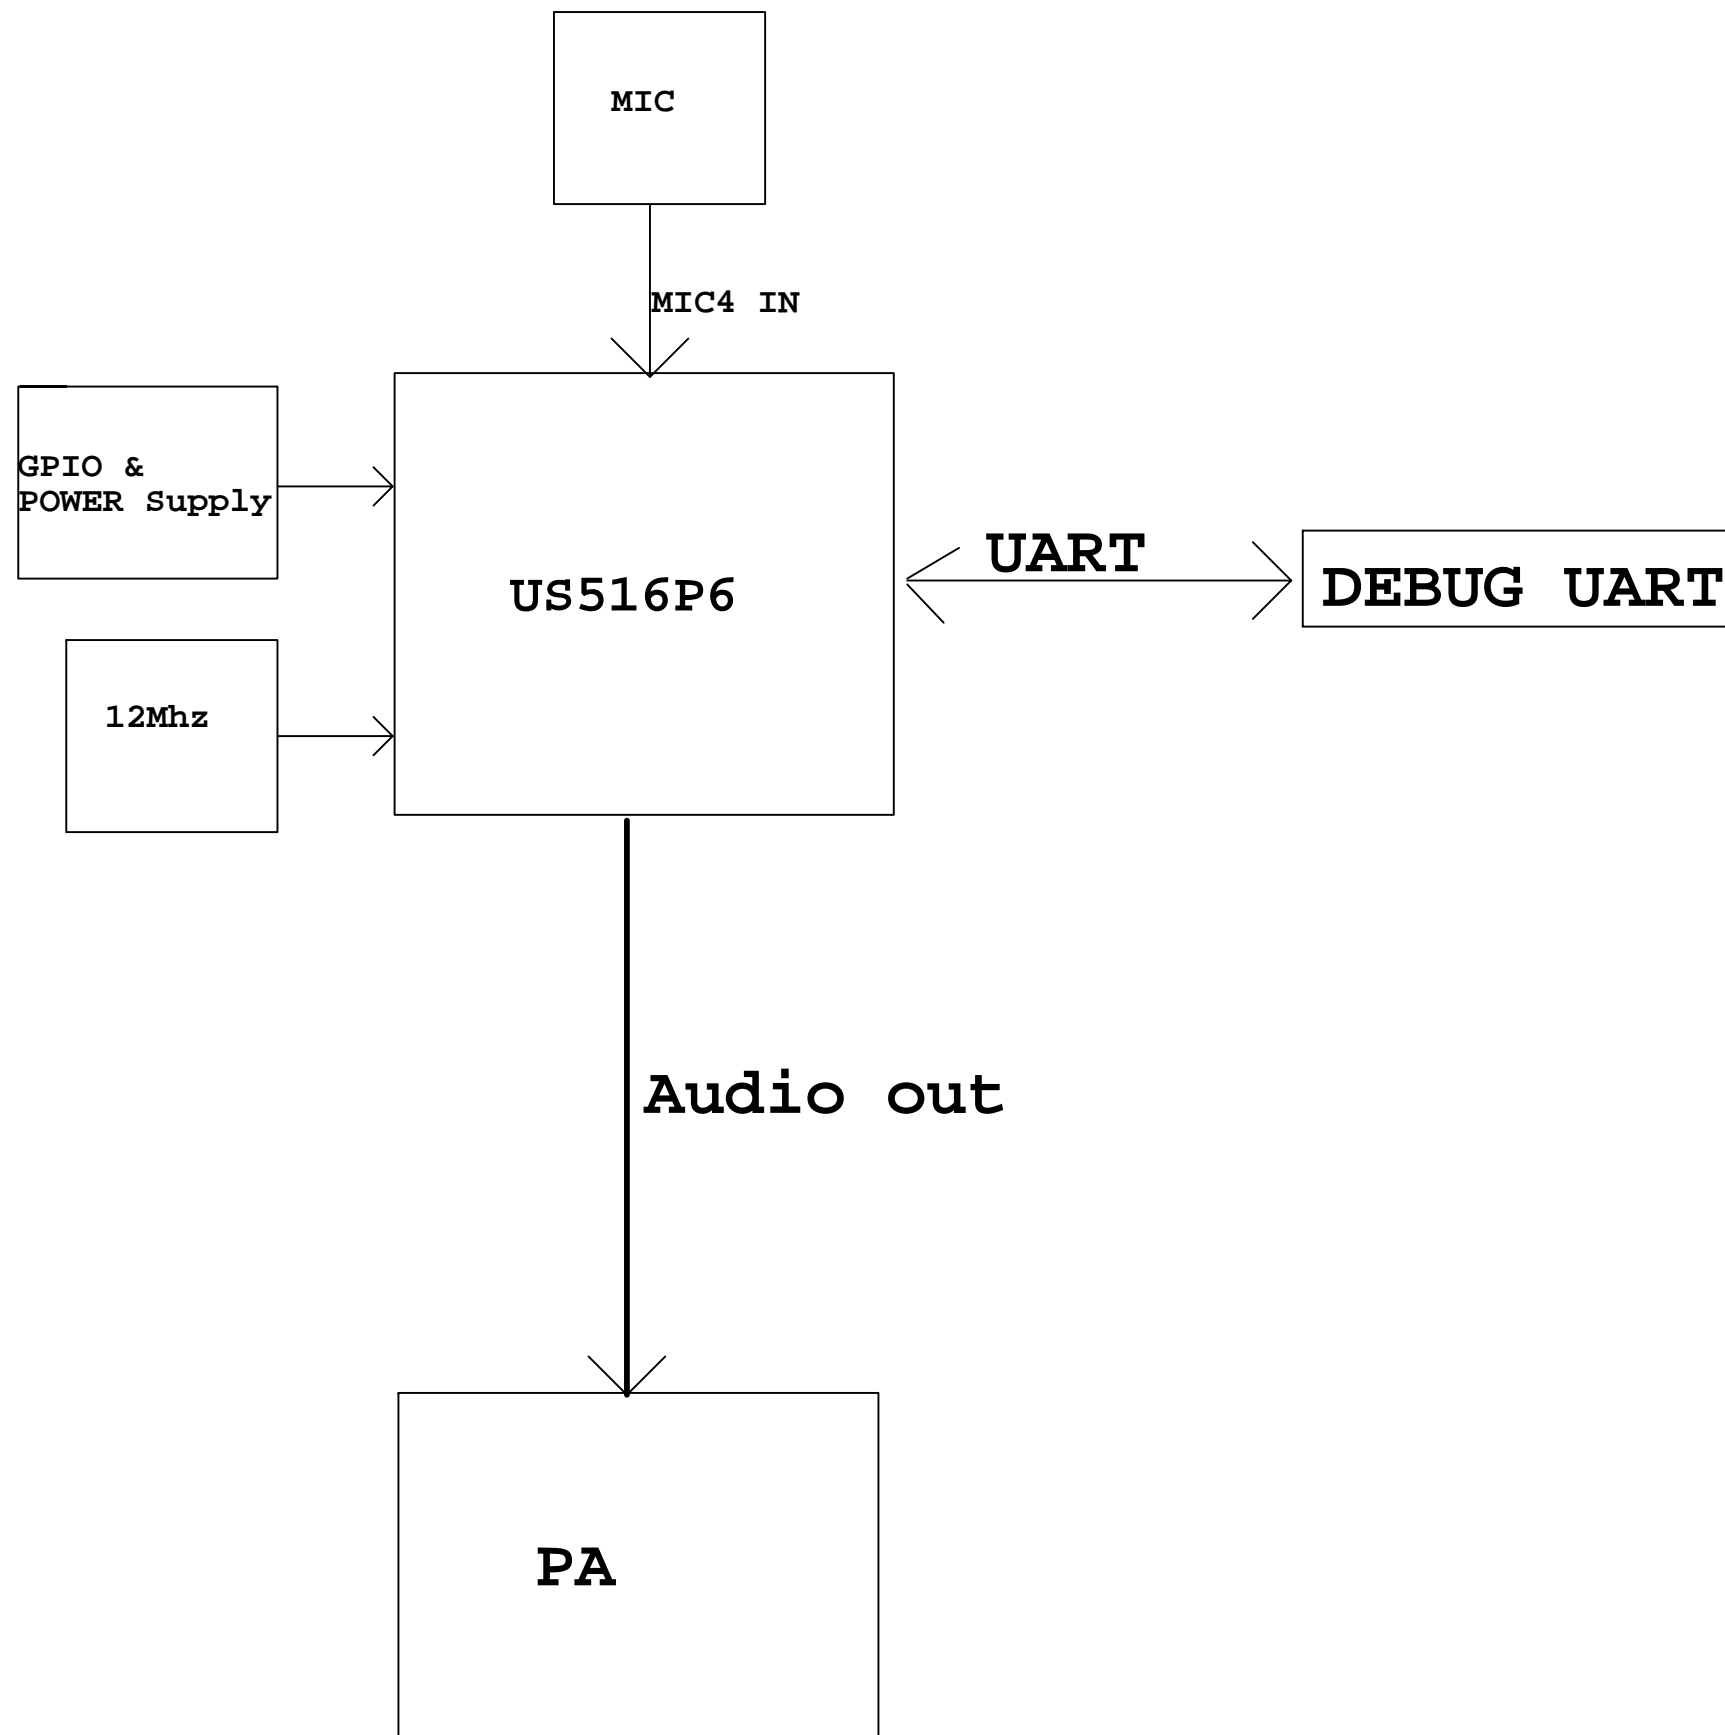 MIC
MIC4 IN
GPIO &
POWER Supply
US516P6
UART
DEBUG UART
12Mhz
Audio out
PA